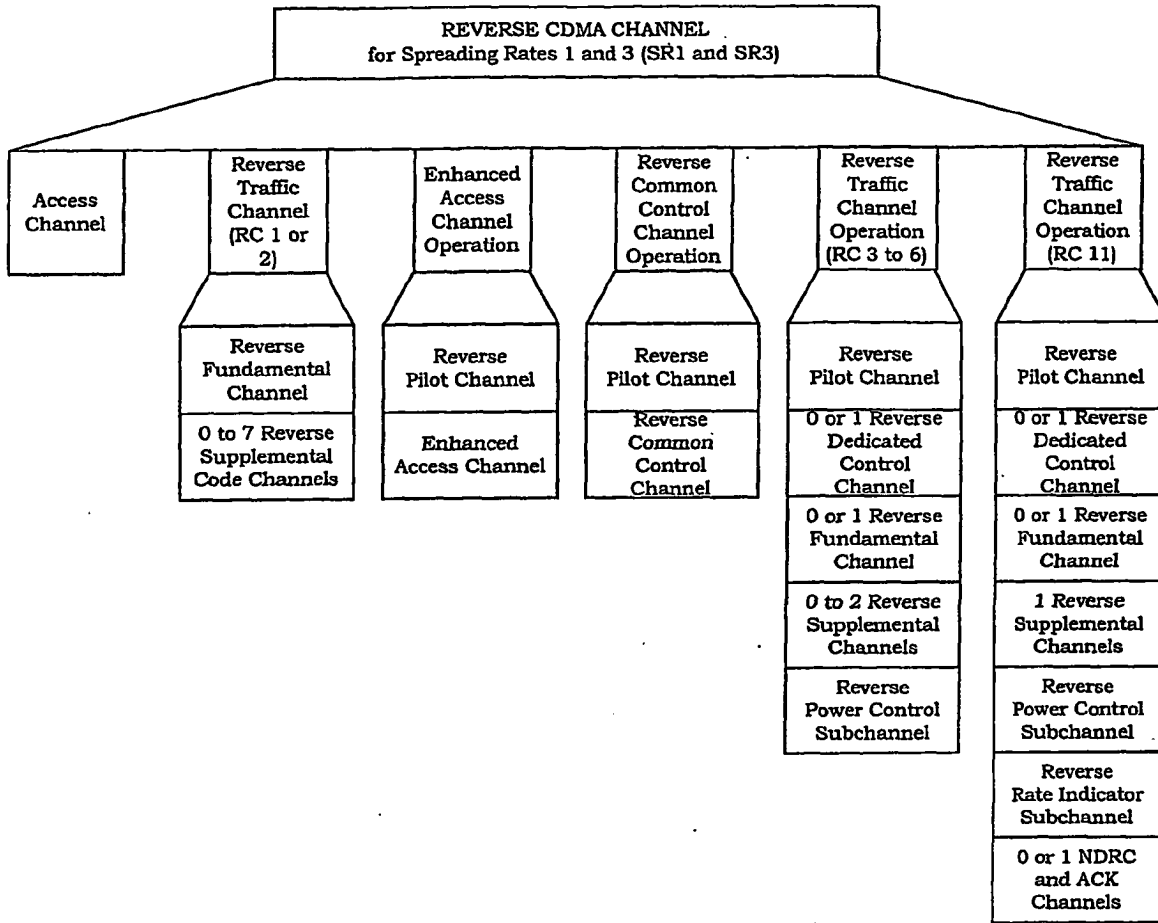 REVERSE CDMA CHANNEL
for Spreading Rates 1 and 3 (SR1 and SR3)
Access
Channel
Reverse
Traffic
Channel
(RC 1 or
2)
Enhanced
Access
Channel
Operation
Reverse
Common
Control
Channel
Operation
Reverse
Traffic
Channel
Operation
(RC 3 to 6)
Reverse
Traffic
Channel
Operation
(RC 11)
Reverse
Fundamental
Channel
0 to 7 Reverse
Supplemental
Code Channels
Reverse
Pilot Channel
Enhanced
Access Channel
Reverse
Pilot Channel
Reverse
Common
Control
Channel
Reverse
Pilot Channel
0 or 1 Reverse
Dedicated
Control
Channel
0 or 1 Reverse
Fundamental
Channel
0 to 2 Reverse
Supplemental
Channels
Reverse
Power Control
Subchannel
Reverse
Pilot Channel
0 or 1 Reverse
Dedicated
Control
Channel
0 or 1 Reverse
Fundamental
Channel
1 Reverse
Supplemental
Channels
Reverse
Power Control
Subchannel
Reverse
Rate Indicator
Subchannel
0 or 1 NDRC
and ACK
Channels